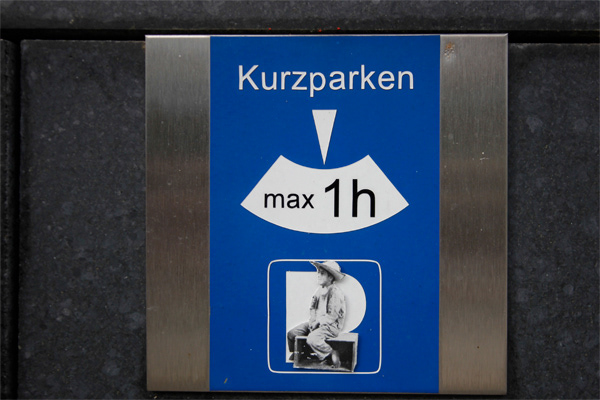 Kurzparken
max 1h
P